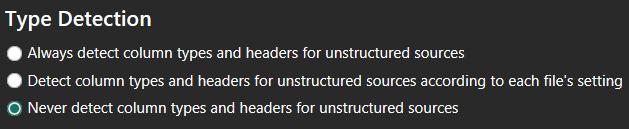 Type Detection
Always detect column types and headers for unstructured sources
Detect column types and headers for unstructured sources according to each file's setting
Never detect column types and headers for unstructured sources